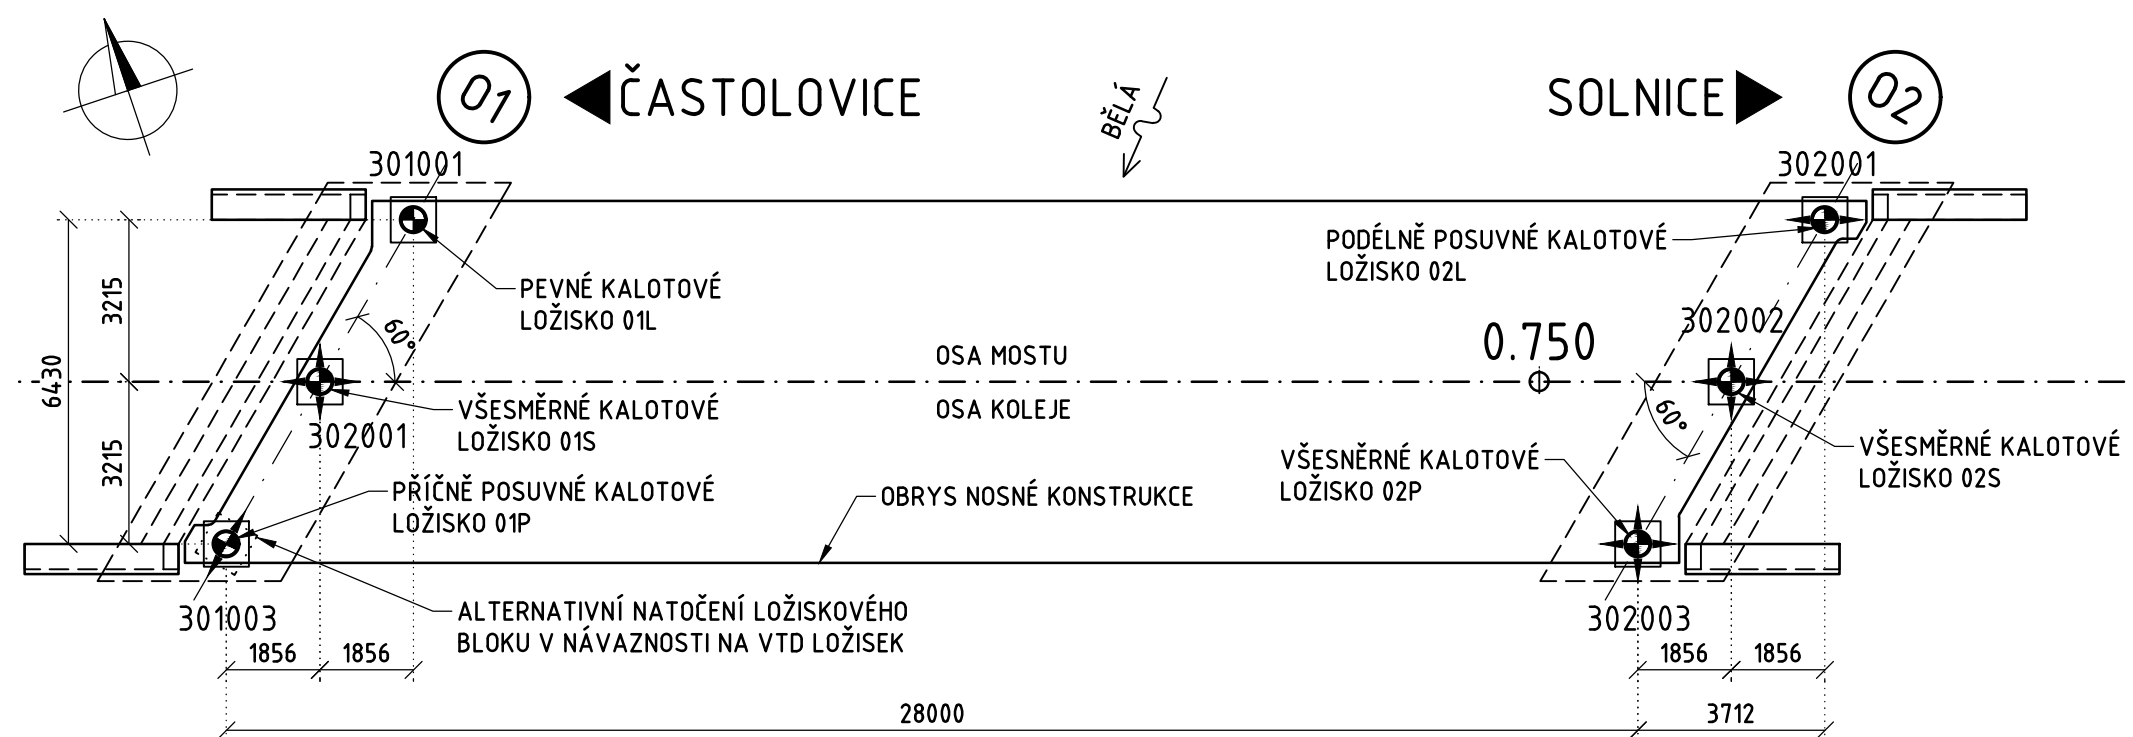 01
ČASTOLOVICE
BĚLÁ
SOLNICE
02
301001
302001
PODÉLNĚ POSUVNÉ KALOTOVÉ
LOŽISKO 02L
PEVNÉ KALOTOVÉ
LOŽISKO 01L
3215
60°
302002
0.750
OSA MOSTU
6430
OSA KOLEJE
VŠESMĚRNÉ KALOTOVÉ
LOŽISKO 01S
302001
60°
VŠESMĚRNÉ KALOTOVÉ
LOŽISKO 02S
3215
VŠESNĚRNÉ KALOTOVÉ
LOŽISKO 02P
PŘÍČNĚ POSUVNÉ KALOTOVÉ
LOŽISKO 01P
OBRYS NOSNÉ KONSTRUKCE
301003
ALTERNATIVNÍ NATOČENÍ LOŽISKOVÉHO
BLOKU V NÁVAZNOSTI NA VTD LOŽISEK
302003
1856
1856
1856
1856
28000
3712